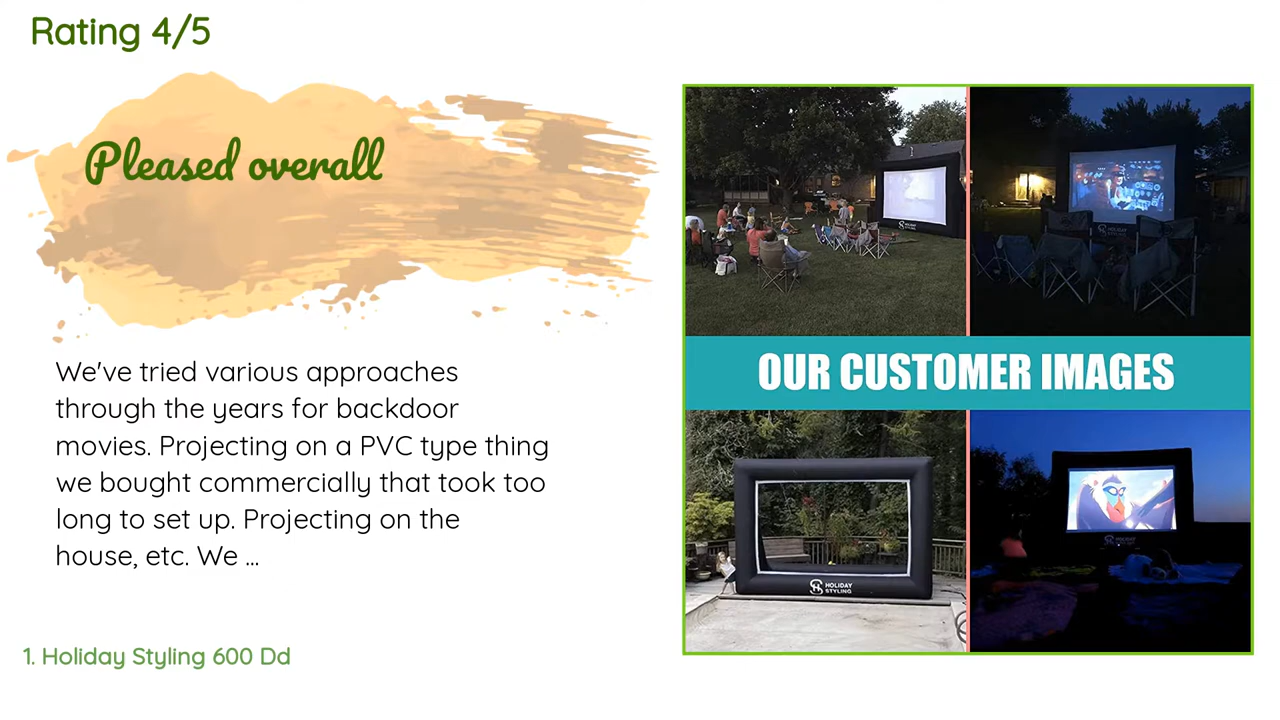 Rating 4/5
Pleased overall
We've tried various approaches
through the years for backdoor
movies. Projecting on a PVC type thing
we bought commercially that took too
long to set up. Projecting on the
house, etc. We ...
1. Holiday Styling 600 Dd
OUR CUSTOMER IMAGES
HOLIDAY
STYLING